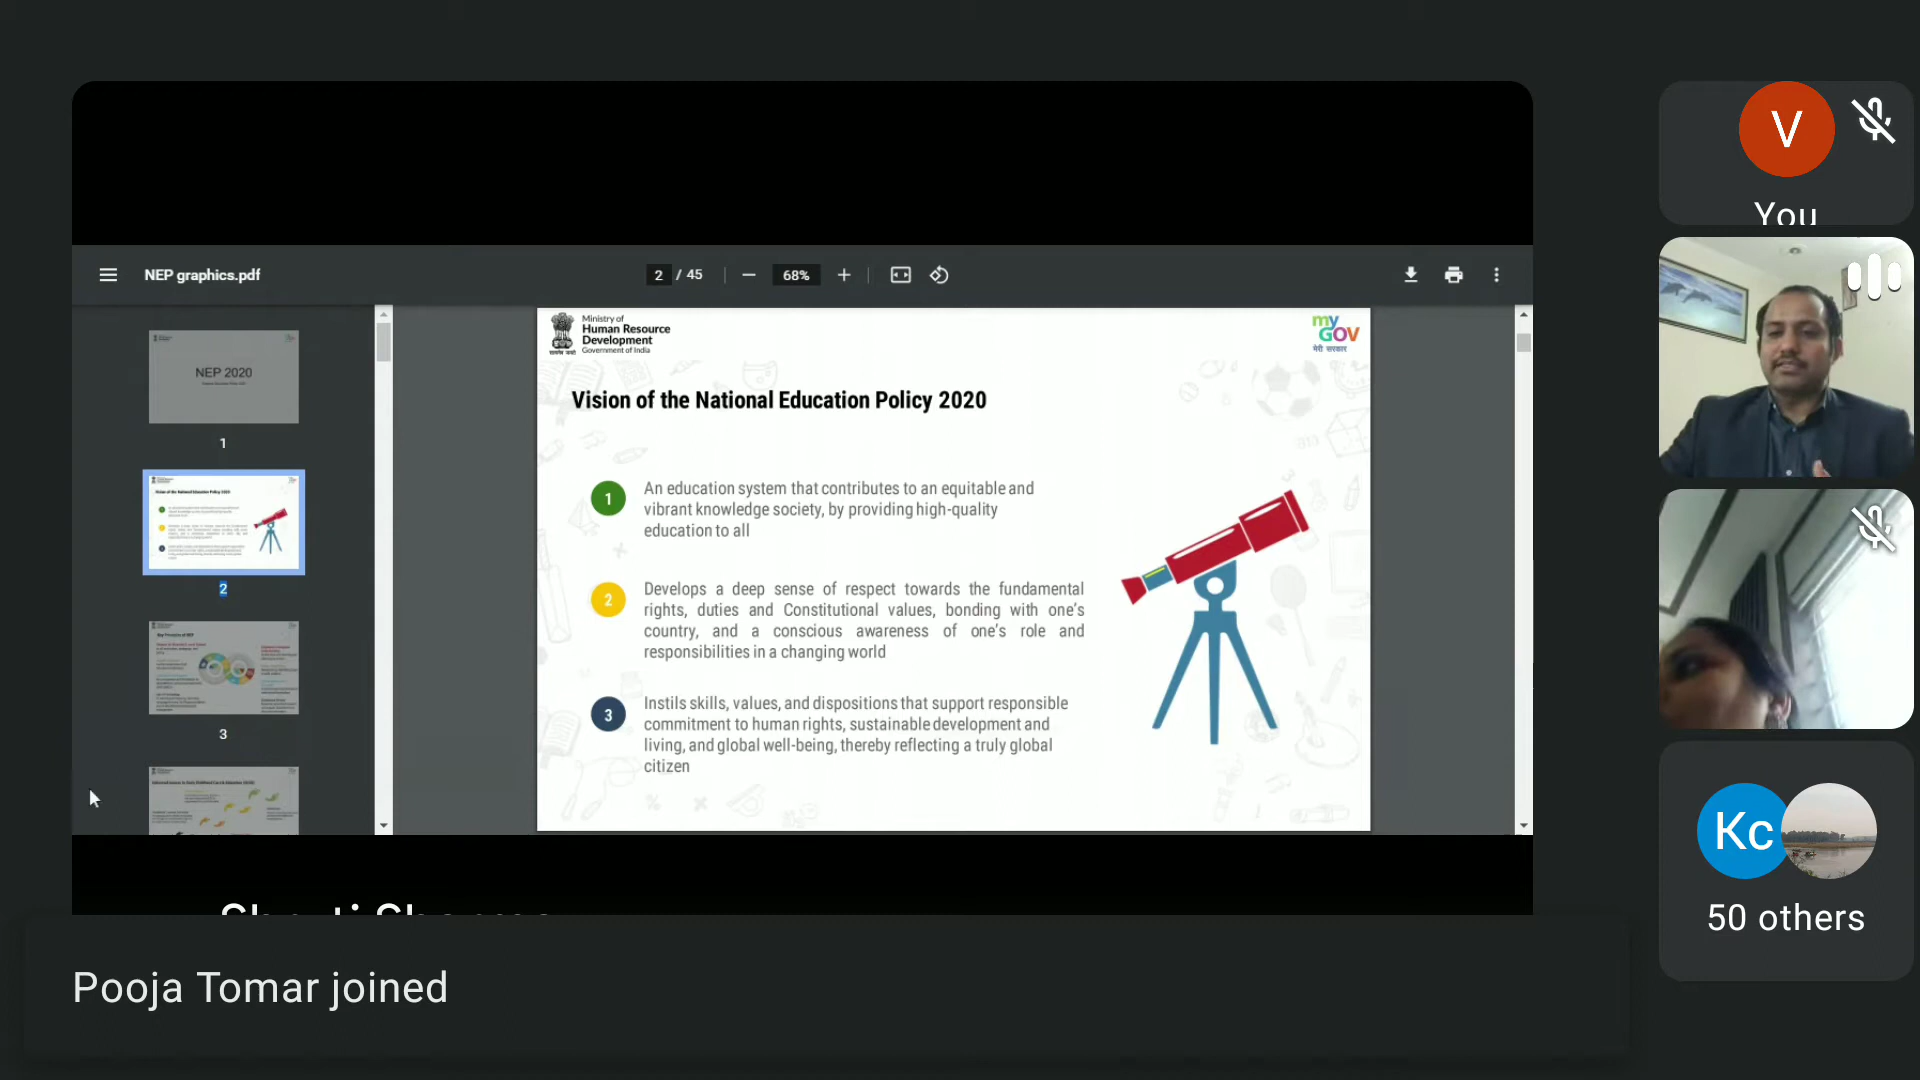 V
You
NEP graphics.pdf
2 / 45
68%
NEP 2020
1
2
3
Ministry of
Human Resource
Development
Government of India
सत्यमेव जयते
my
GOV
मेरी सरकार
Vision of the National Education Policy 2020
1
An education system that contributes to an equitable and
vibrant knowledge society, by providing high-quality
education to all
2
Develops a deep sense of respect towards the fundamental
rights, duties and Constitutional values, bonding with one's
country, and a conscious awareness of one's role and
responsibilities in a changing world
3
Instils skills, values, and dispositions that support responsible
commitment to human rights, sustainable development and
living, and global well-being, thereby reflecting a truly global
citizen
Kc
50 others
Pooja Tomar joined